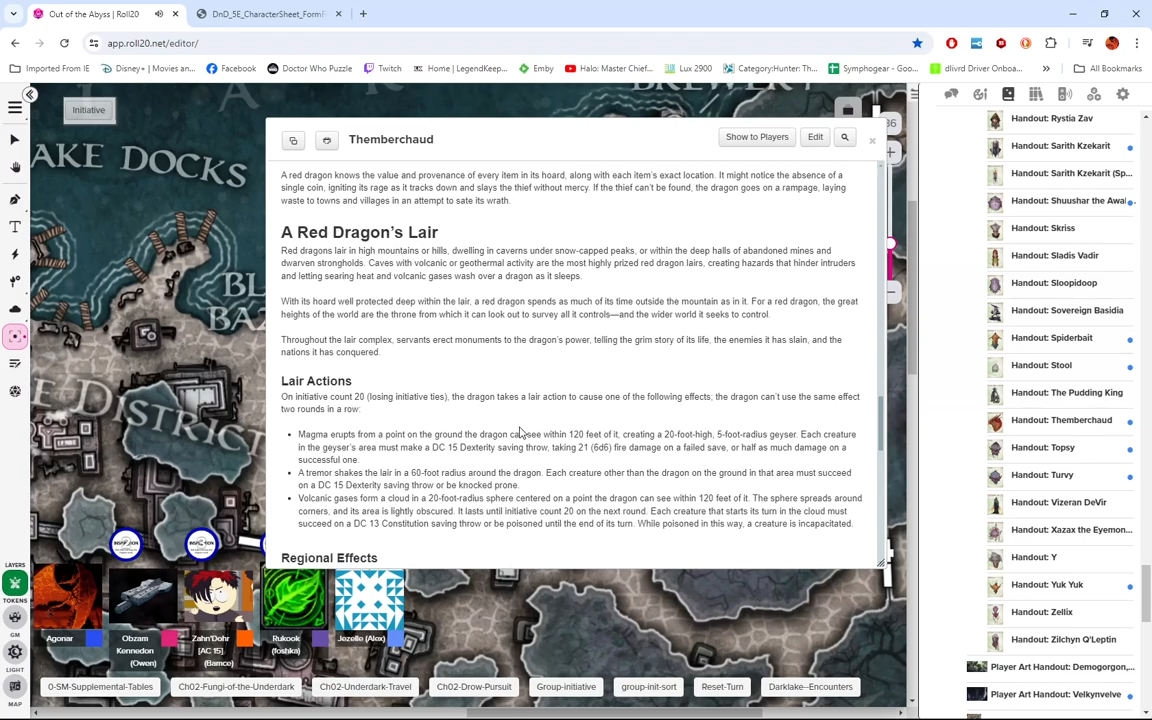 Out of the Abyss | Roll20
DnD_5E_CharacterSheet_FormF
app.roll20.net/editor/
Imported From IE
Disney+ | Movies an...
Facebook
Doctor Who Puzzle
Twitch
Home | LegendKeep...
Emby
Halo: Master Chief...
Lux 2900
Category:Hunter: Th...
Symphogear - Goo...
dlivrd Driver Onboa...
All Bookmarks
Initiative
BREWERY
AKE DOCKS
Themberchaud
Show to Players
Edit
A red dragon knows the value and provenance of every item in its hoard, along with each item's exact location. It might notice the absence of a
single coin, igniting its rage as it tracks down and slays the thief without mercy. If the thief can't be found, the dragon goes on a rampage, laying
waste to towns and villages in an attempt to sate its wrath.
A Red Dragon's Lair
Red dragons lair in high mountains or hills, dwelling in caverns under snow-capped peaks, or within the deep halls of abandoned mines and
dwarven strongholds. Caves with volcanic or geothermal activity are the most highly prized red dragon lairs, creating hazards that hinder intruders
and letting searing heat and volcanic gases wash over a dragon as it sleeps.
With its hoard well protected deep within the lair, a red dragon spends as much of its time outside the mountain as in it. For a red dragon, the great
heights of the world are the throne from which it can look out to survey all it controls—and the wider world it seeks to control.
Throughout the lair complex, servants erect monuments to the dragon's power, telling the grim story of its life, the enemies it has slain, and the
nations it has conquered.
Lair Actions
On initiative count 20 (losing initiative ties), the dragon takes a lair action to cause one of the following effects; the dragon can't use the same effect
two rounds in a row:
Magma erupts from a point on the ground the dragon can see within 120 feet of it, creating a 20-foot-high, 5-foot-radius geyser. Each creature
in the geyser's area must make a DC 15 Dexterity saving throw, taking 21 (6d6) fire damage on a failed save, or half as much damage on a
successful one.
A tremor shakes the lair in a 60-foot radius around the dragon. Each creature other than the dragon on the ground in that area must succeed
on a DC 15 Dexterity saving throw or be knocked prone.
Volcanic gases form a cloud in a 20-foot-radius sphere centered on a point the dragon can see within 120 feet of it. The sphere spreads around
corners, and its area is lightly obscured. It lasts until initiative count 20 on the next round. Each creature that starts its turn in the cloud must
succeed on a DC 13 Constitution saving throw or be poisoned until the end of its turn. While poisoned in this way, a creature is incapacitated.
Regional Effects
Handout: Rystia Zav
Handout: Sarith Kzekarit
Handout: Sarith Kzekarit (Sp...
Handout: Shuushar the Awa...
Handout: Skriss
Handout: Sladis Vadir
Handout: Sloopidoop
Handout: Sovereign Basidia
Handout: Spiderbait
Handout: Stool
Handout: The Pudding King
Handout: Themberchaud
Handout: Topsy
Handout: Turvy
Handout: Vizeran DeVir
Handout: Xazax the Eyemon...
Handout: Y
Handout: Yuk Yuk
Handout: Zellix
Handout: Zilchyn Q'Leptin
Player Art Handout: Demogorgon,...
Player Art Handout: Velkynvelve
LAYERS
TOKENS
GM
LIGHT
MAP
Agonar
Obzam
Kennedon
(Owen)
Zahn'Dohr
[AC 15]
(Bamce)
Rukook
(foshka)
Jezelle (Alex)
0-SM-Supplemental-Tables
Ch02-Fungi-of-the-Underdark
Ch02-Underdark-Travel
Ch02-Drow-Pursuit
Group-initiative
group-init-sort
Reset-Turn
Darklake--Encounters